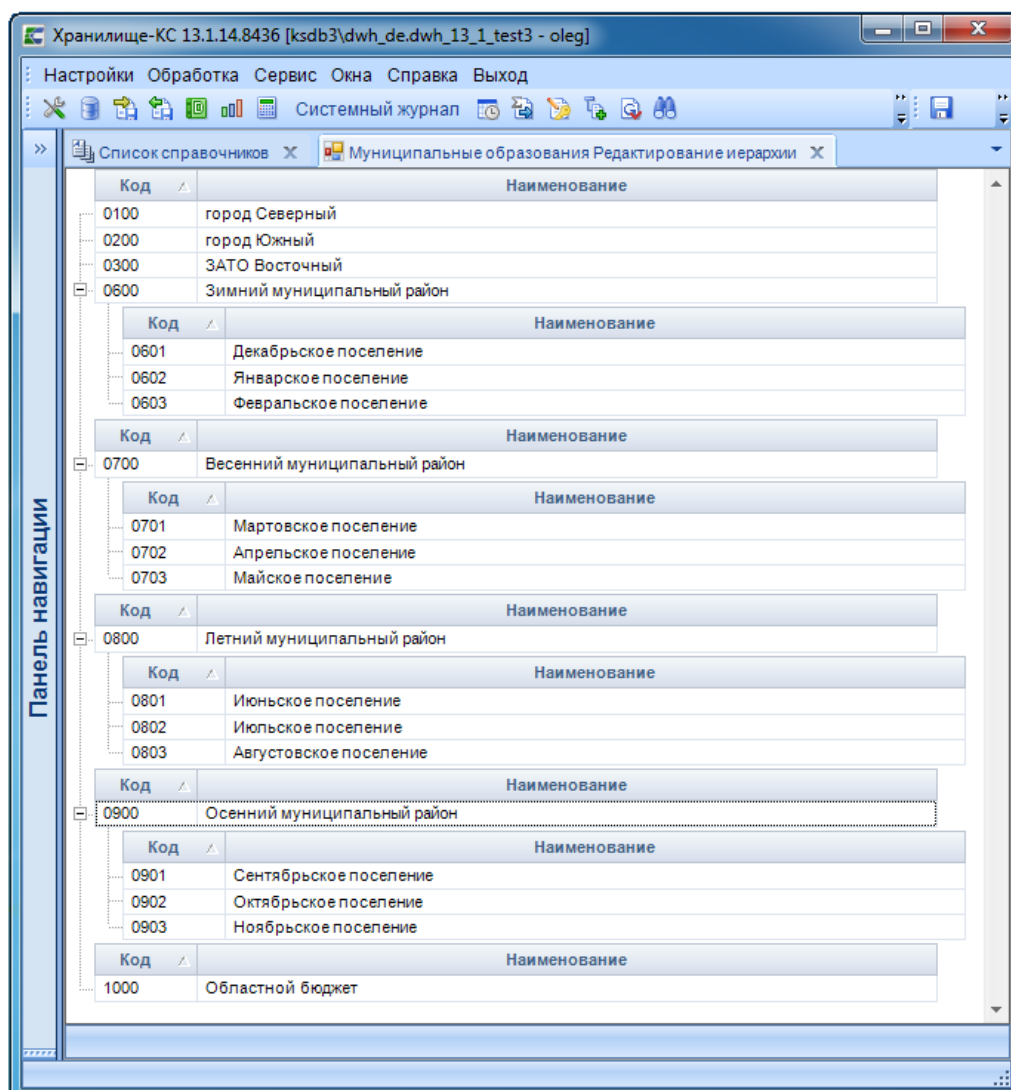 Хранилище-КС 13.1.14.8436 [ksdb3\dwh_de.dwh_13_1_test3 - oleg]
Настройки Обработка Сервис Окна Справка Выход
Системный журнал
Список справочников X Муниципальные образования Редактирование иерархии X
Панель навигации
Код Наименование
0100 город Северный
0200 город Южный
0300 ЗАТО Восточный
0600 Зимний муниципальный район
Код Наименование
0601 Декабрьское поселение
0602 Январское поселение
0603 Февральское поселение
Код Наименование
0700 Весенний муниципальный район
Код Наименование
0701 Мартовское поселение
0702 Апрельское поселение
0703 Майское поселение
Код Наименование
0800 Летний муниципальный район
Код Наименование
0801 Июньское поселение
0802 Июльское поселение
0803 Августовское поселение
Код Наименование
0900 Осенний муниципальный район
Код Наименование
0901 Сентябрьское поселение
0902 Октябрьское поселение
0903 Ноябрьское поселение
Код Наименование
1000 Областной бюджет